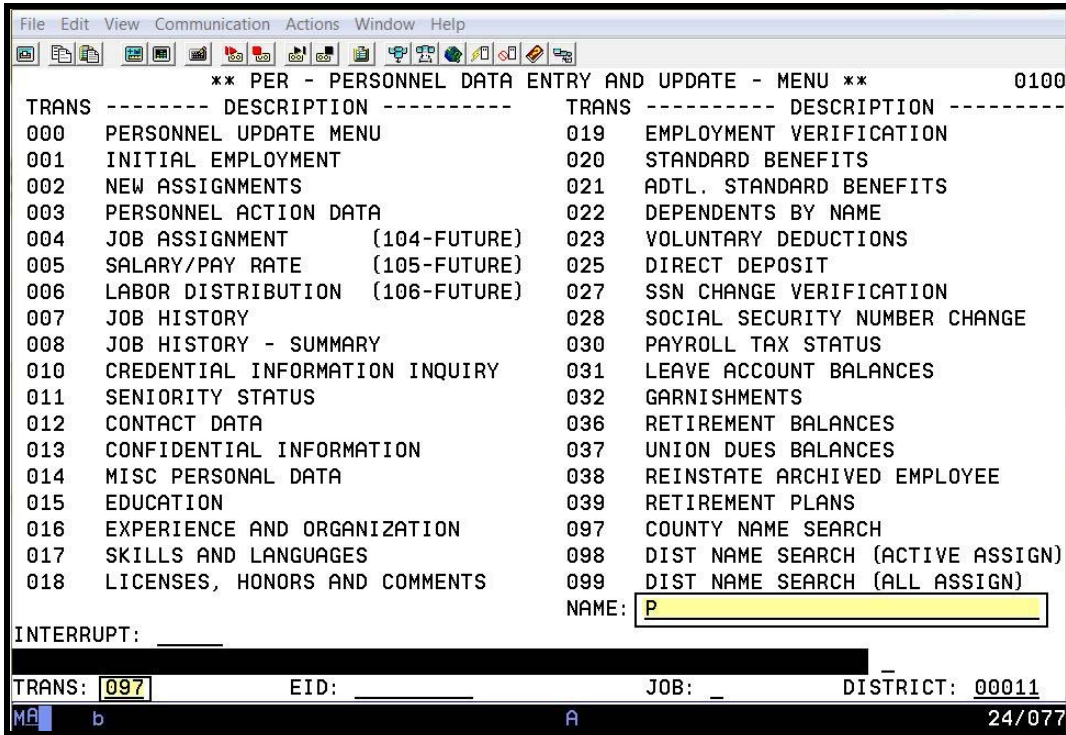 File Edit View Communication Actions Window Help
** PER - PERSONNEL DATA ENTRY AND UPDATE - MENU ** 0100
TRANS -------- DESCRIPTION ---------- TRANS ---------- DESCRIPTION ---------
000 PERSONNEL UPDATE MENU 019 EMPLOYMENT VERIFICATION
001 INITIAL EMPLOYMENT 020 STANDARD BENEFITS
002 NEW ASSIGNMENTS 021 ADTL. STANDARD BENEFITS
003 PERSONNEL ACTION DATA 022 DEPENDENTS BY NAME
004 JOB ASSIGNMENT (104-FUTURE) 023 VOLUNTARY DEDUCTIONS
005 SALARY/PAY RATE (105-FUTURE) 025 DIRECT DEPOSIT
006 LABOR DISTRIBUTION (106-FUTURE) 027 SSN CHANGE VERIFICATION
007 JOB HISTORY 028 SOCIAL SECURITY NUMBER CHANGE
008 JOB HISTORY - SUMMARY 030 PAYROLL TAX STATUS
010 CREDENTIAL INFORMATION INQUIRY 031 LEAVE ACCOUNT BALANCES
011 SENIORITY STATUS 032 GARNISHMENTS
012 CONTACT DATA 036 RETIREMENT BALANCES
013 CONFIDENTIAL INFORMATION 037 UNION DUES BALANCES
014 MISC PERSONAL DATA 038 REINSTATE ARCHIVED EMPLOYEE
015 EDUCATION 039 RETIREMENT PLANS
016 EXPERIENCE AND ORGANIZATION 097 COUNTY NAME SEARCH
017 SKILLS AND LANGUAGES 098 DIST NAME SEARCH (ACTIVE ASSIGN)
018 LICENSES, HONORS AND COMMENTS 099 DIST NAME SEARCH (ALL ASSIGN)
NAME: P
INTERRUPT: _____
TRANS: 097 EID: _________ JOB: _ DISTRICT: 00011
MA b A 24/077